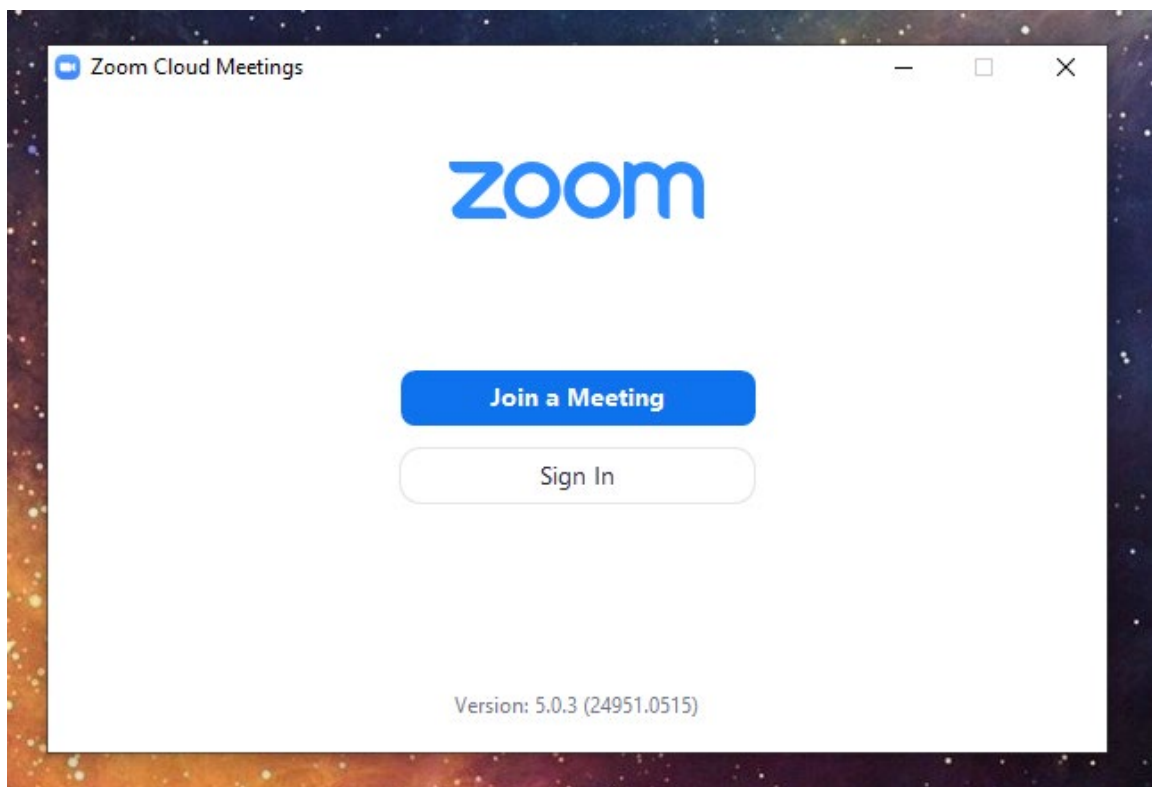 Zoom Cloud Meetings
zoom
Join a Meeting
Sign In
Version: 5.0.3 (24951.0515)